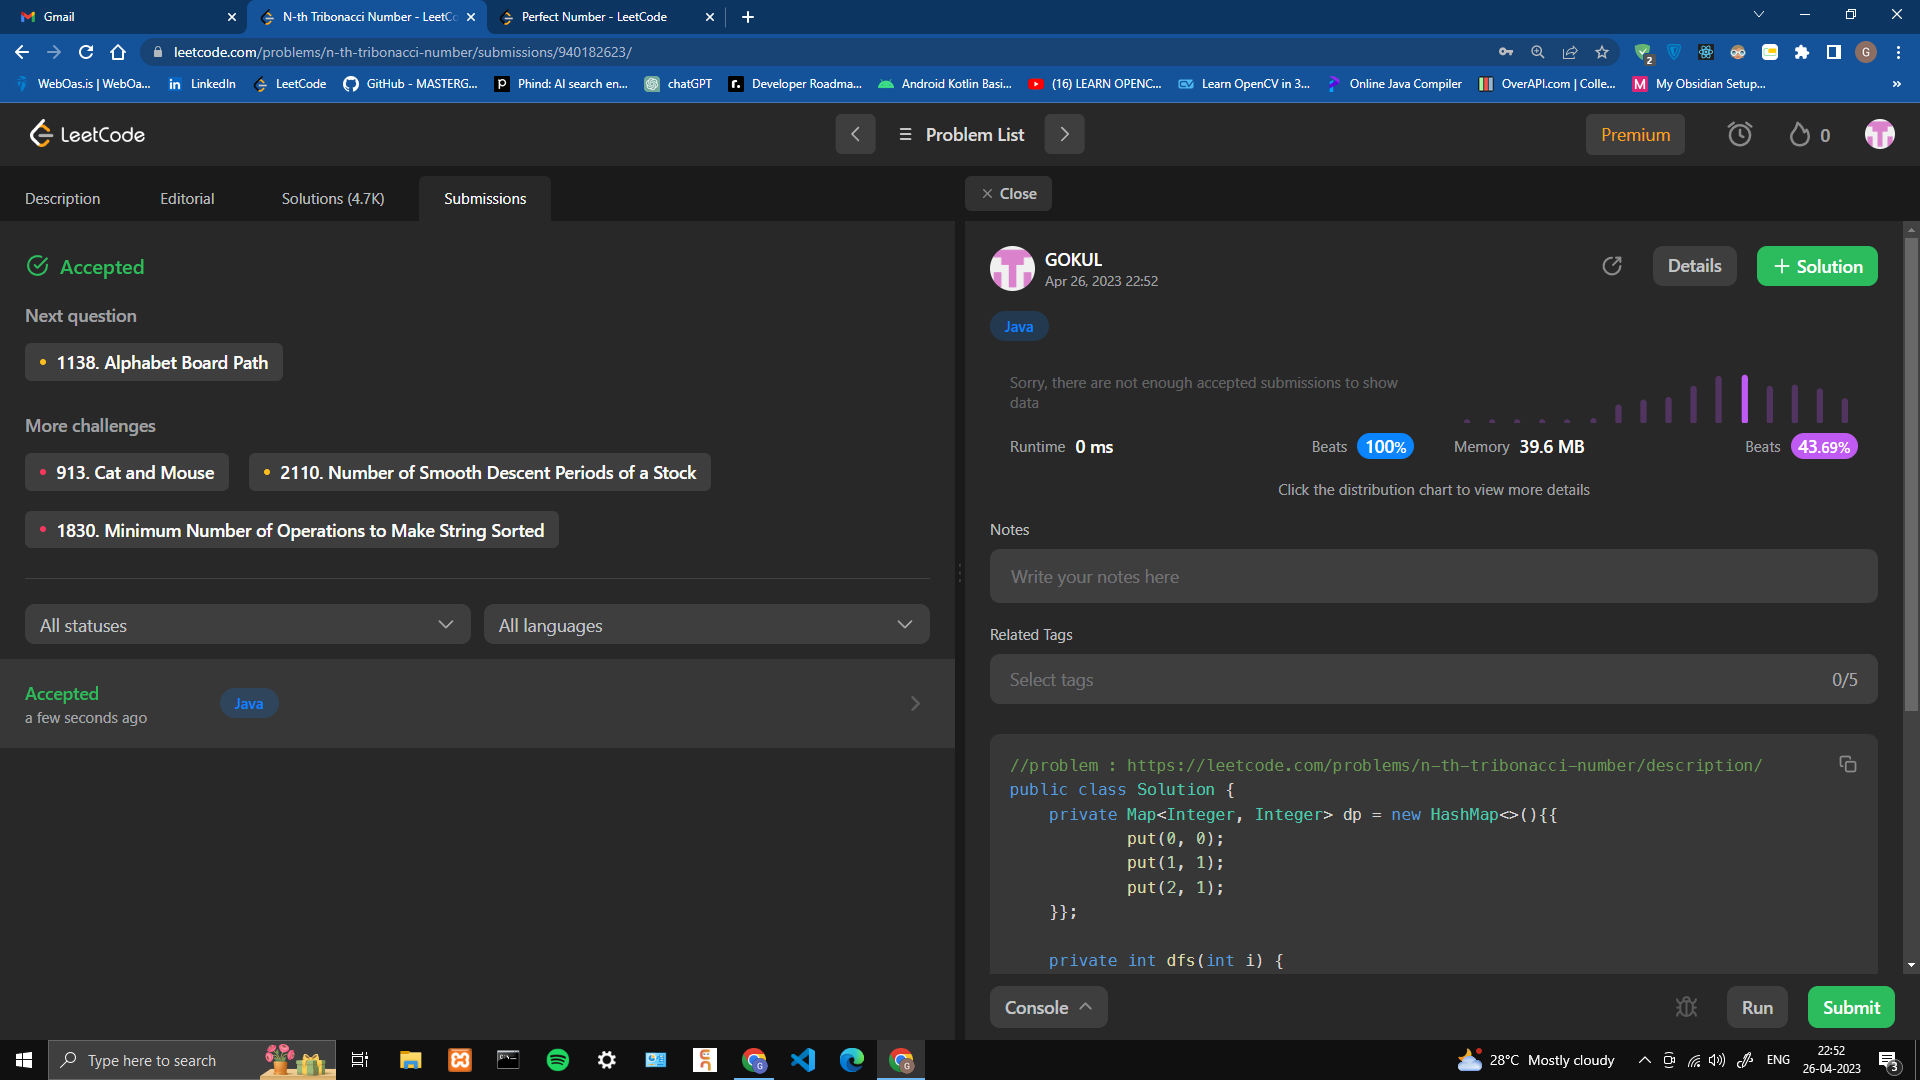 Gmail
N-th Tribonacci Number - LeetCo
Perfect Number - LeetCode
leetcode.com/problems/n-th-tribonacci-number/submissions/940182623/
2
G
WebOas.is | WebOa...
LinkedIn
LeetCode
GitHub - MASTERG...
Phind: AI search en...
chatGPT
Developer Roadma...
Android Kotlin Basi...
(16) LEARN OPENC...
Learn OpenCV in 3...
Online Java Compiler
OverAPI.com | Colle...
My Obsidian Setup...
»
LeetCode
Problem List
Premium
0
Description
Editorial
Solutions (4.7K)
Submissions
Close
Accepted
Next question
1138. Alphabet Board Path
More challenges
913. Cat and Mouse
2110. Number of Smooth Descent Periods of a Stock
1830. Minimum Number of Operations to Make String Sorted
All statuses
All languages
Accepted
a few seconds ago
Java
GOKUL
Apr 26, 2023 22:52
Details
+ Solution
Java
Sorry, there are not enough accepted submissions to show
data
Runtime 0 ms
Beats 100%
Memory 39.6 MB
Beats 43.69%
Click the distribution chart to view more details
Notes
Write your notes here
Related Tags
Select tags
0/5
//problem : https://leetcode.com/problems/n-th-tribonacci-number/description/
public class Solution {
    private Map<Integer, Integer> dp = new HashMap<>(){{
            put(0, 0);
            put(1, 1);
            put(2, 1);
    }};
    private int dfs(int i) {
Console
Run
Submit
Type here to search
28°C Mostly cloudy
ENG
22:52
26-04-2023
3